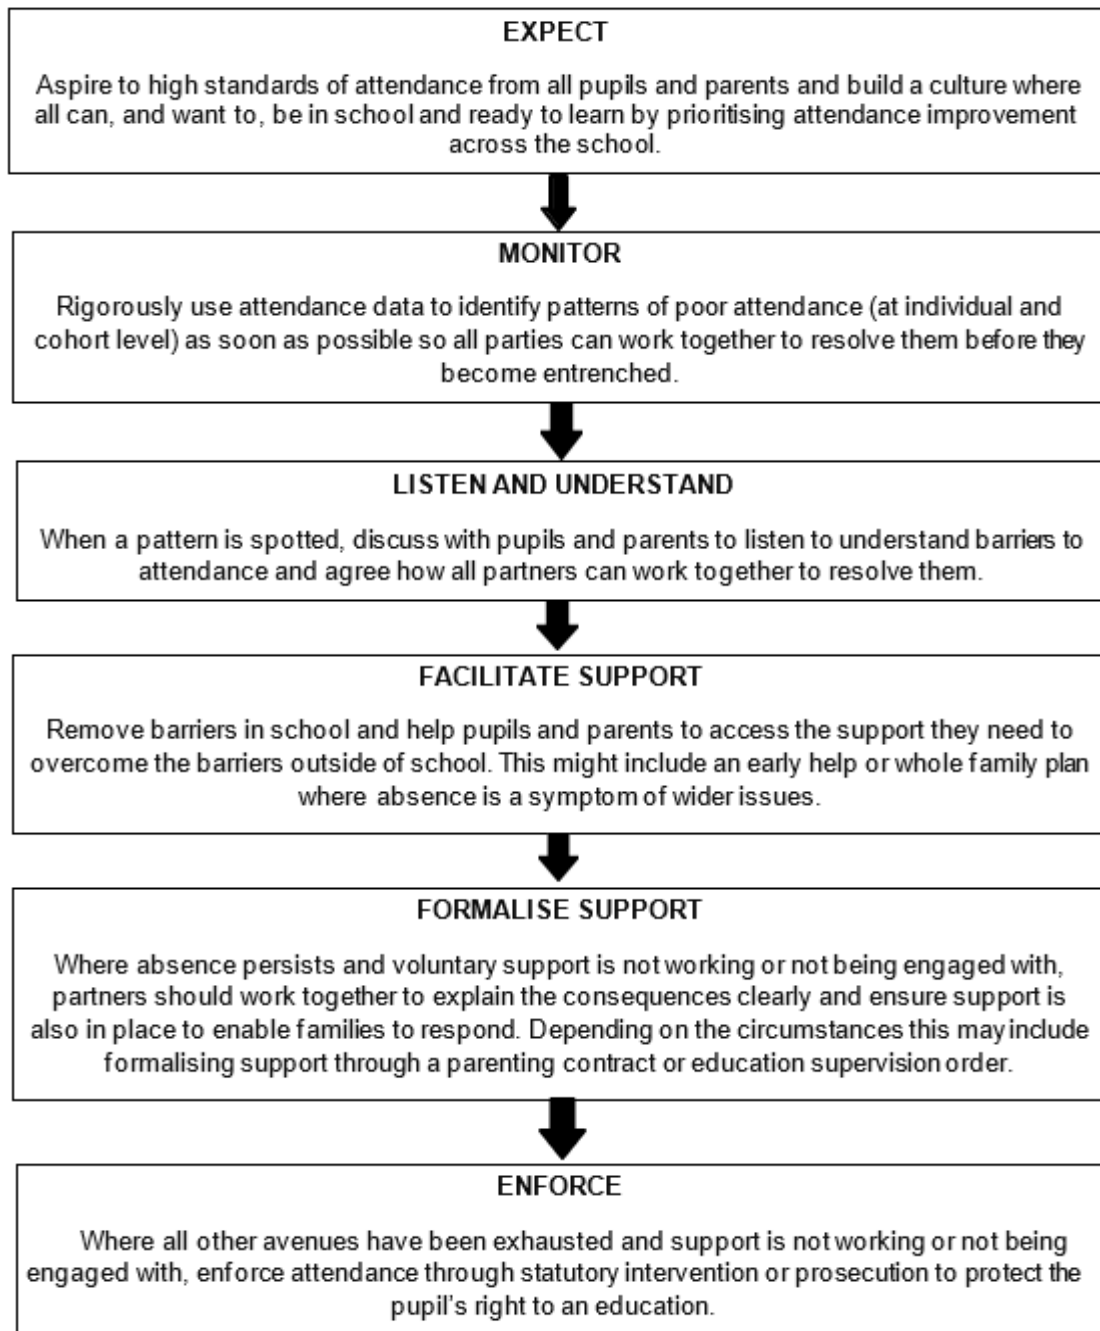 EXPECT
Aspire to high standards of attendance from all pupils and parents and build a culture where
all can, and want to, be in school and ready to learn by prioritising attendance improvement
across the school.
MONITOR
Rigorously use attendance data to identify patterns of poor attendance (at individual and
cohort level) as soon as possible so all parties can work together to resolve them before they
become entrenched.
LISTEN AND UNDERSTAND
When a pattern is spotted, discuss with pupils and parents to listen to understand barriers to
attendance and agree how all partners can work together to resolve them.
FACILITATE SUPPORT
Remove barriers in school and help pupils and parents to access the support they need to
overcome the barriers outside of school. This might include an early help or whole family plan
where absence is a symptom of wider issues.
FORMALISE SUPPORT
Where absence persists and voluntary support is not working or not being engaged with,
partners should work together to explain the consequences clearly and ensure support is
also in place to enable families to respond. Depending on the circumstances this may include
formalising support through a parenting contract or education supervision order.
ENFORCE
Where all other avenues have been exhausted and support is not working or not being
engaged with, enforce attendance through statutory intervention or prosecution to protect the
pupil's right to an education.